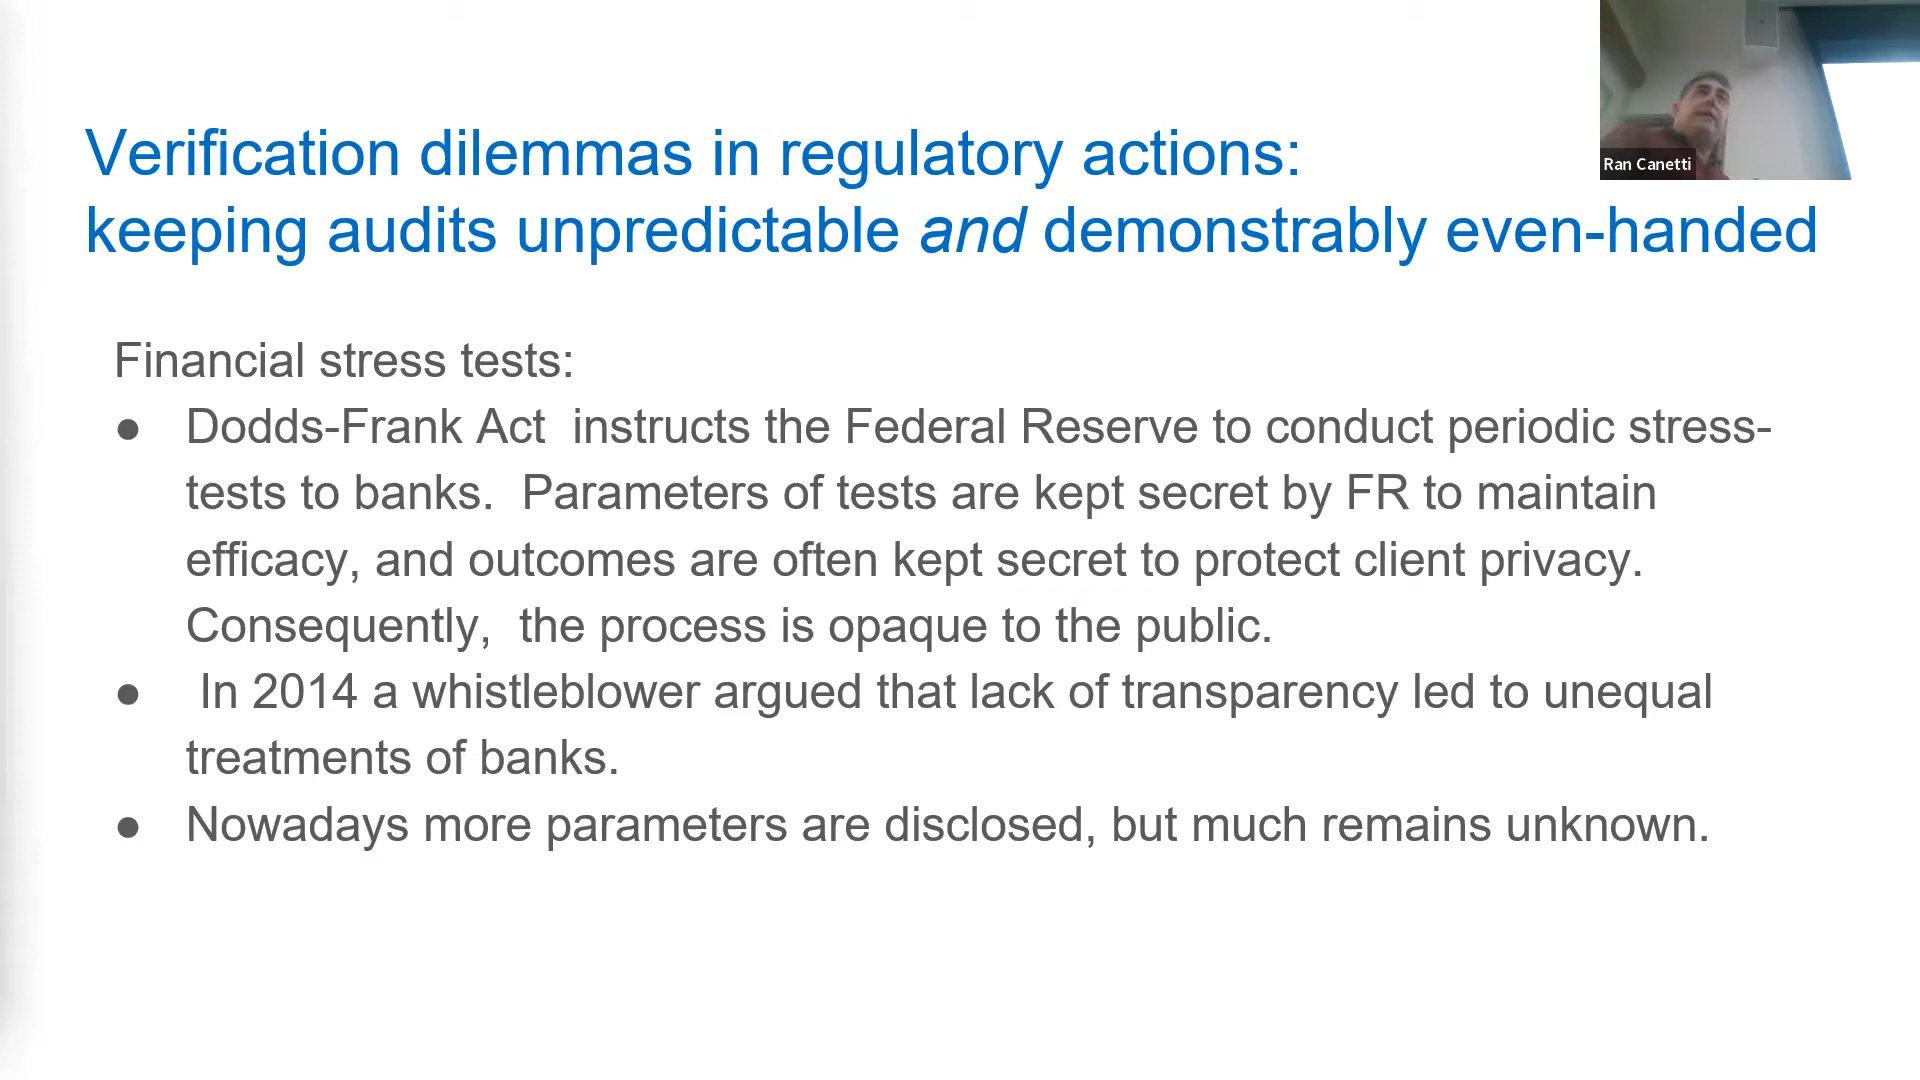 Ran Canetti
Verification dilemmas in regulatory actions:
keeping audits unpredictable and demonstrably even-handed
Financial stress tests:
● Dodds-Frank Act instructs the Federal Reserve to conduct periodic stress-
tests to banks. Parameters of tests are kept secret by FR to maintain
efficacy, and outcomes are often kept secret to protect client privacy.
Consequently, the process is opaque to the public.
● In 2014 a whistleblower argued that lack of transparency led to unequal
treatments of banks.
● Nowadays more parameters are disclosed, but much remains unknown.